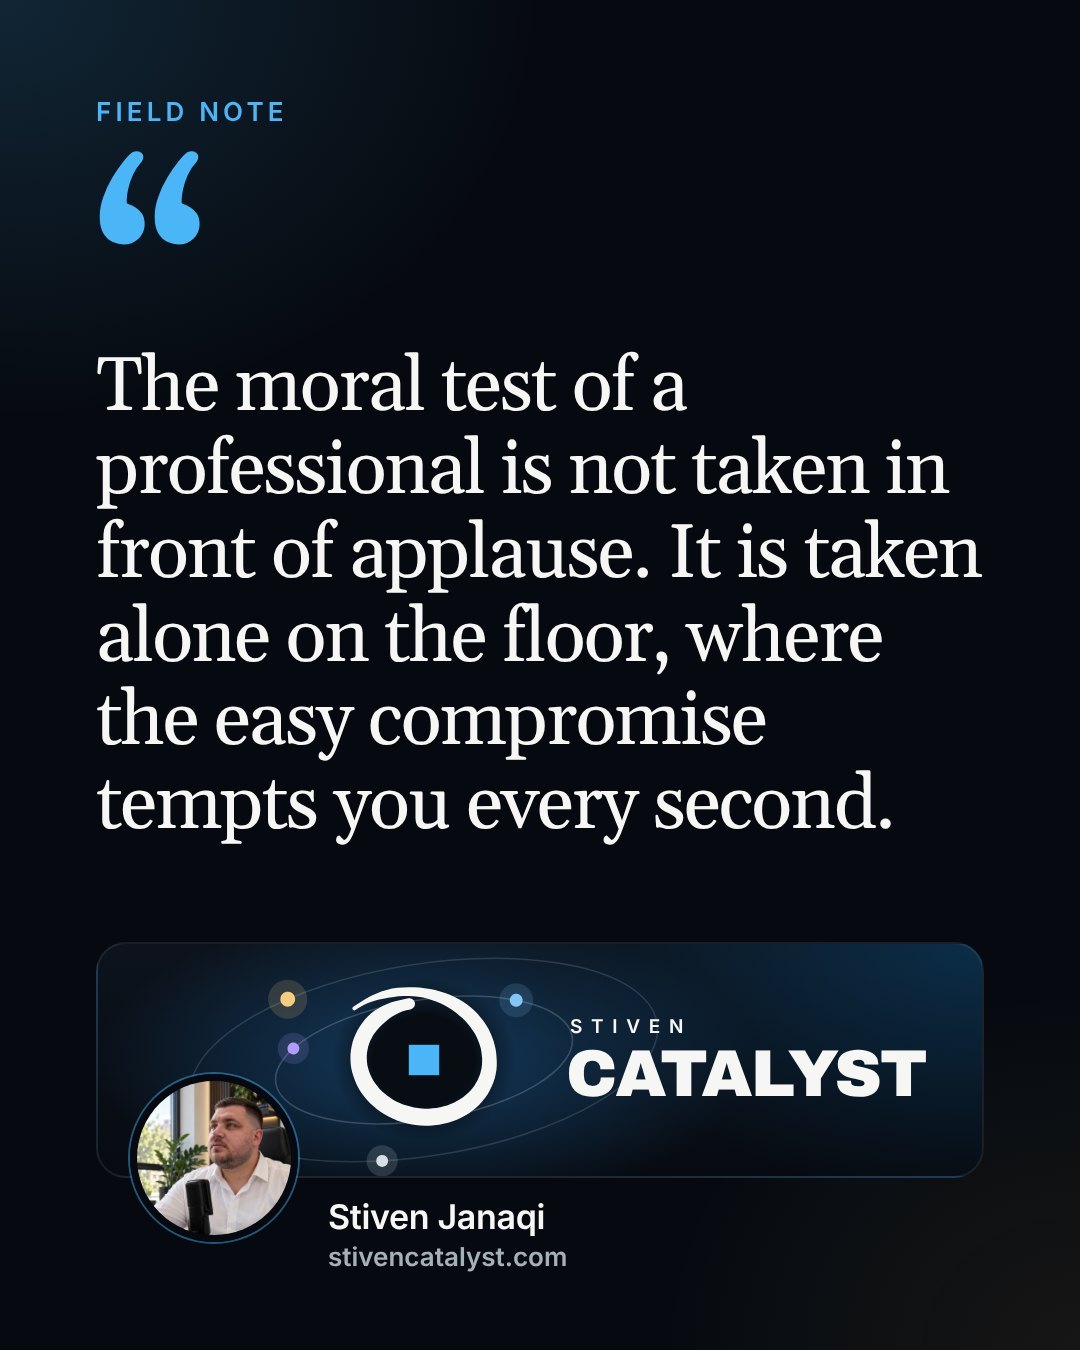 FIELD NOTE
“
The moral test of a
professional is not taken in
front of applause. It is taken
alone on the floor, where
the easy compromise
tempts you every second.
STIVEN
CATALYST
Stiven Janaqi
stivencatalyst.com